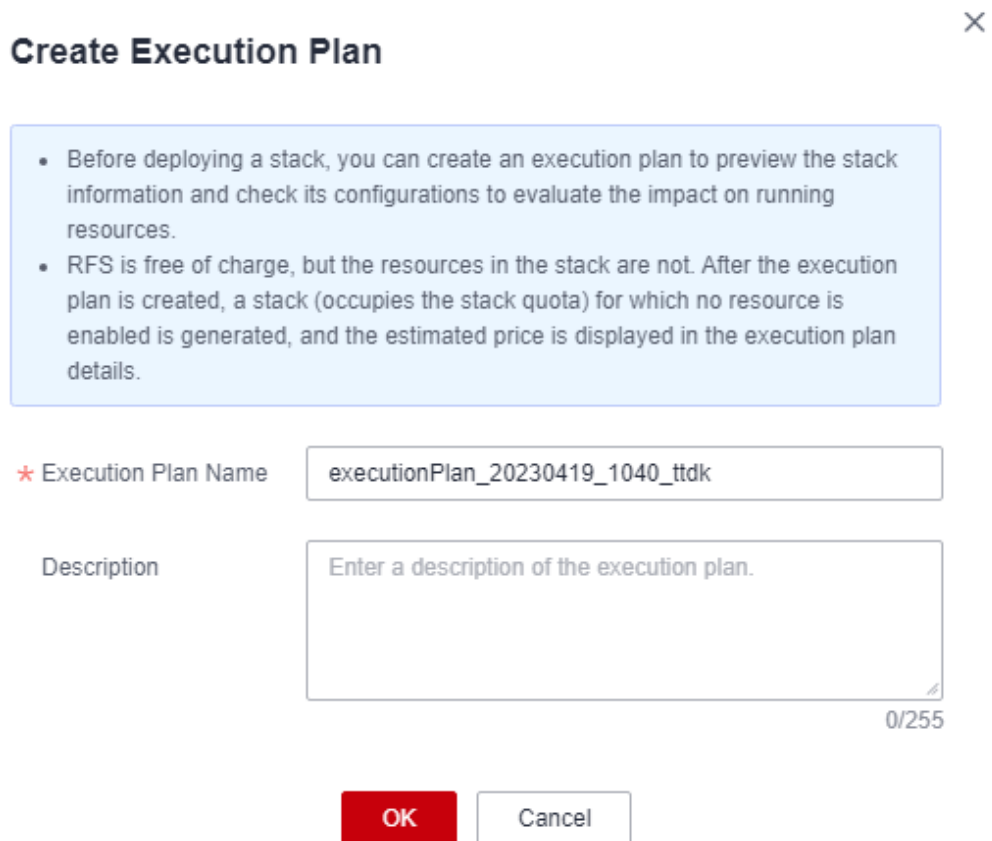 Create Execution Plan
• Before deploying a stack, you can create an execution plan to preview the stack
information and check its configurations to evaluate the impact on running
resources.
• RFS is free of charge, but the resources in the stack are not. After the execution
plan is created, a stack (occupies the stack quota) for which no resource is
enabled is generated, and the estimated price is displayed in the execution plan
details.
* Execution Plan Name executionPlan_20230419_1040_ttdk
Description Enter a description of the execution plan.
0/255
OK Cancel